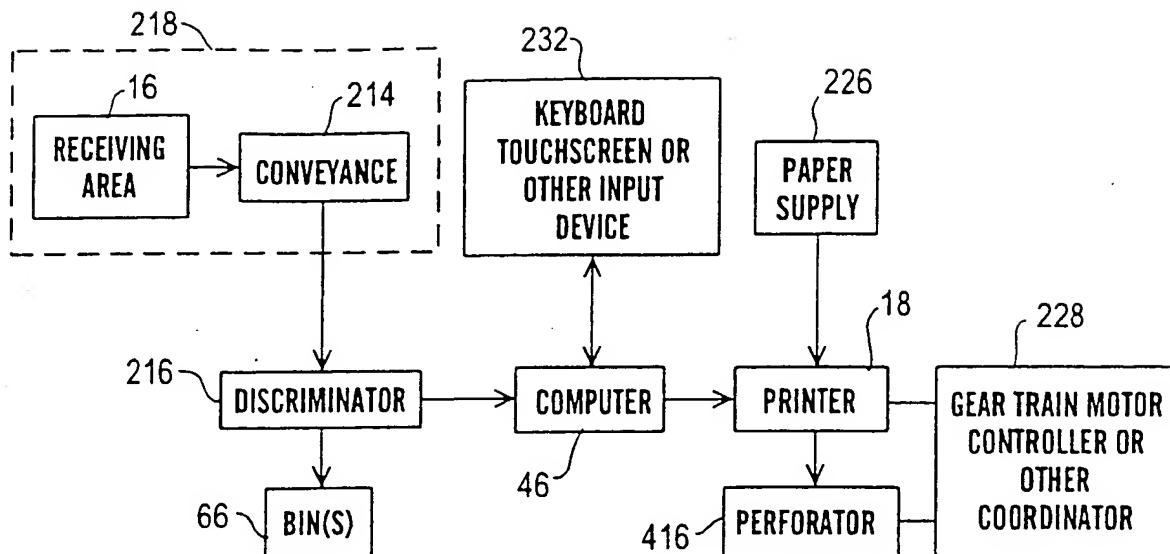 218
16
214
RECEIVING
AREA
CONVEYANCE
232
KEYBOARD
TOUCHSCREEN OR
OTHER INPUT
DEVICE
226
PAPER
SUPPLY
216
DISCRIMINATOR
COMPUTER
46
18
PRINTER
228
GEAR TRAIN MOTOR
CONTROLLER OR
OTHER
COORDINATOR
66
BIN(S)
416
PERFORATOR